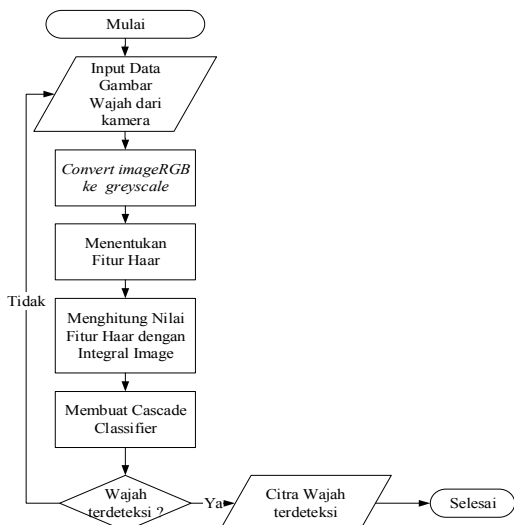 Mulai
Input Data
Gambar
Wajah dari
kamera
Convert imageRGB
ke greyscale
Menentukan
Fitur Haar
Tidak
Menghitung Nilai
Fitur Haar dengan
Integral Image
Membuat Cascade
Classifier
Wajah
terdeteksi ?
Ya
Citra Wajah
terdeteksi
Selesai